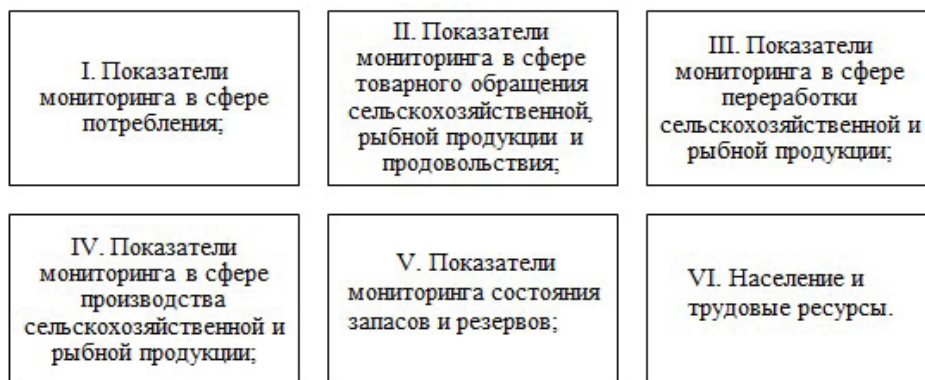 I. Показатели
мониторинга в сфере
потребления;
II. Показатели
мониторинга в сфере
товарного обращения
сельскохозяйственной,
рыбной продукции и
продовольствия;
III. Показатели
мониторинга в сфере
переработки
сельскохозяйственной и
рыбной продукции;
IV. Показатели
мониторинга в сфере
производства
сельскохозяйственной и
рыбной продукции;
V. Показатели
мониторинга состояния
запасов и резервов;
VI. Население и
трудовые ресурсы.